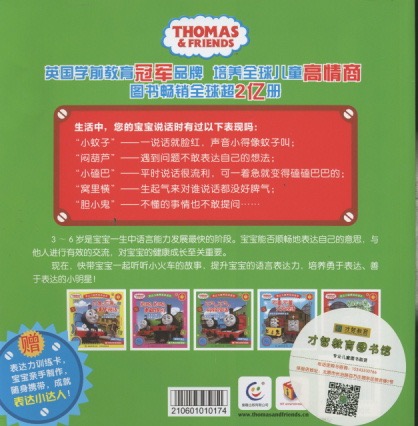 THOMAS
& FRIENDS
英国学前教育冠军品牌 培养全球儿童高情商
图书畅销全球超2亿册
生活中，您的宝宝说话时有过以下表现吗：
“小蚊子”——一说话就脸红，声音小得像蚊子叫；
“闷葫芦”——遇到问题不敢表达自己的想法；
“小磕巴”——平时说话很流利，可一着急就变得磕磕巴巴的；
“窝里横”——生起气来对谁说话都没好脾气；
“胆小鬼”——不懂的事情也不敢提问……
3－6岁是宝宝一生中语言能力发展最快的阶段。宝宝能否顺畅地表达自己的意思，与
他人进行有效的交流，对宝宝的健康成长至关重要。
现在，快带宝宝一起听听小火车的故事，提升宝宝的语言表达力，培养勇于表达、善
于表达的小明星！
赠
表达力训练卡，
宝宝亲手制作，
随身携带，成就
表达小达人！
才智教育图书馆
210601010174
www.thomasandfriends.cn